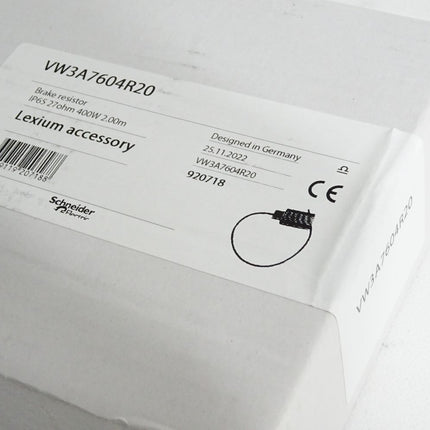 VW3A7604R20
Brake resistor
IP65 27ohm 400W 2.00m
Lexium accessory
Designed in Germany
25.11.2022
VW3A7604R20
920718
Ω
CE
Schneider
Electric
VW3A7604R20